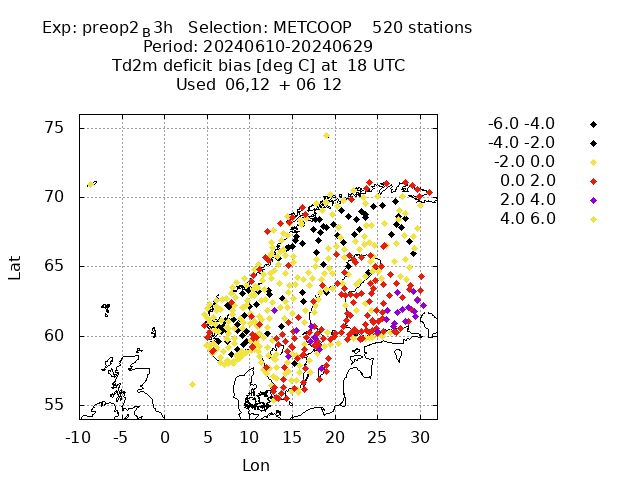 Exp: preop2_B3h   Selection: METCOOP    520 stations
Period: 20240610-20240629
Td2m deficit bias [deg C] at  18 UTC
Used  06,12  + 06 12
-6.0 -4.0
-4.0 -2.0
-2.0 0.0
0.0 2.0
2.0 4.0
4.0 6.0
75
70
65
60
55
Lat
-10 -5 0 5 10 15 20 25 30
Lon